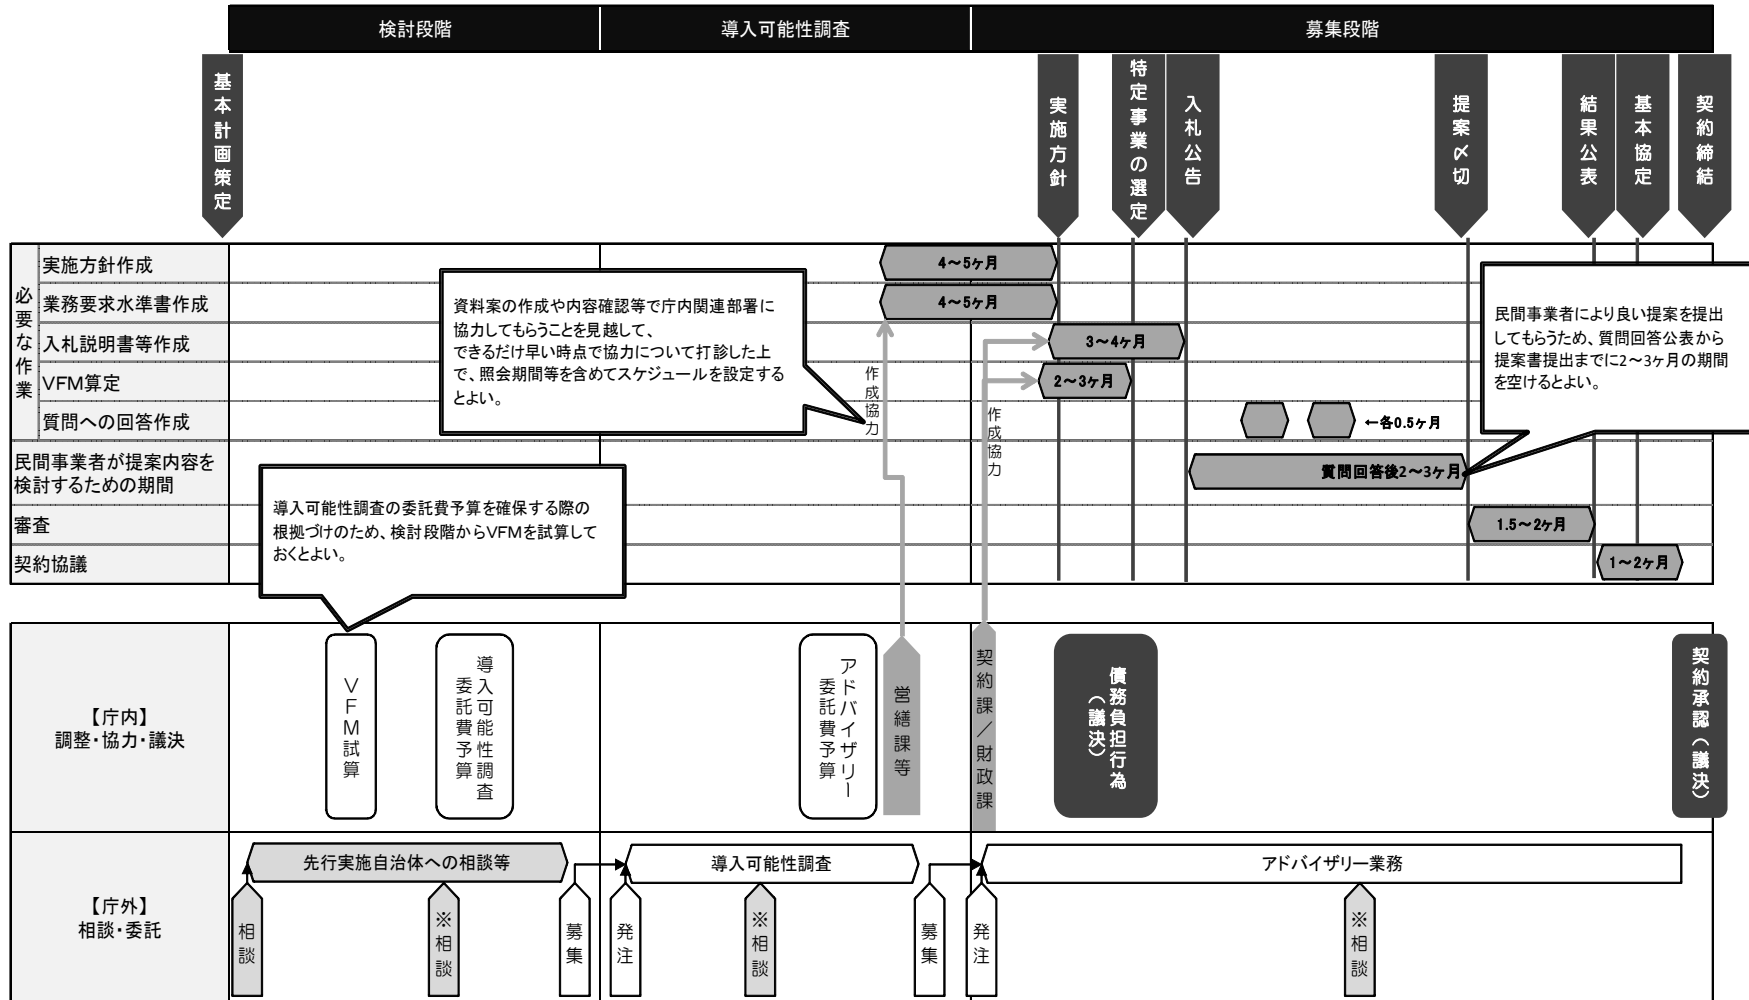 検討段階
導入可能性調査
募集段階
基本計画策定
実施方針
特定事業の選定
入札公告
提案〆切
結果公表
基本協定
契約締結
必要な作業
実施方針作成
4～5ヶ月
業務要求水準書作成
4～5ヶ月
入札説明書等作成
3～4ヶ月
VFM算定
2～3ヶ月
質問への回答作成
←各0.5ヶ月
民間事業者が提案内容を
検討するための期間
質問回答後2～3ヶ月
審査
1.5～2ヶ月
契約協議
1～2ヶ月
資料案の作成や内容確認等で庁内関連部署に
協力してもらうことを見越して、
できるだけ早い時点で協力について打診した上
で、照会期間等を含めてスケジュールを設定する
とよい。
作成協力
作成協力
民間事業者により良い提案を提出
してもらうため、質問回答公表から
提案書提出までに2～3ヶ月の期間
を空けるとよい。
導入可能性調査の委託費予算を確保する際の
根拠づけのため、検討段階からVFMを試算して
おくとよい。
【庁内】
調整・協力・議決
VFM試算
導入可能性調査
委託費予算
アドバイザリー
委託費予算
営繕課等
契約課／財政課
債務負担行為
（議決）
契約承認（議決）
【庁外】
相談・委託
先行実施自治体への相談等
導入可能性調査
アドバイザリー業務
相談
※相談
募集
発注
※相談
募集
発注
※相談